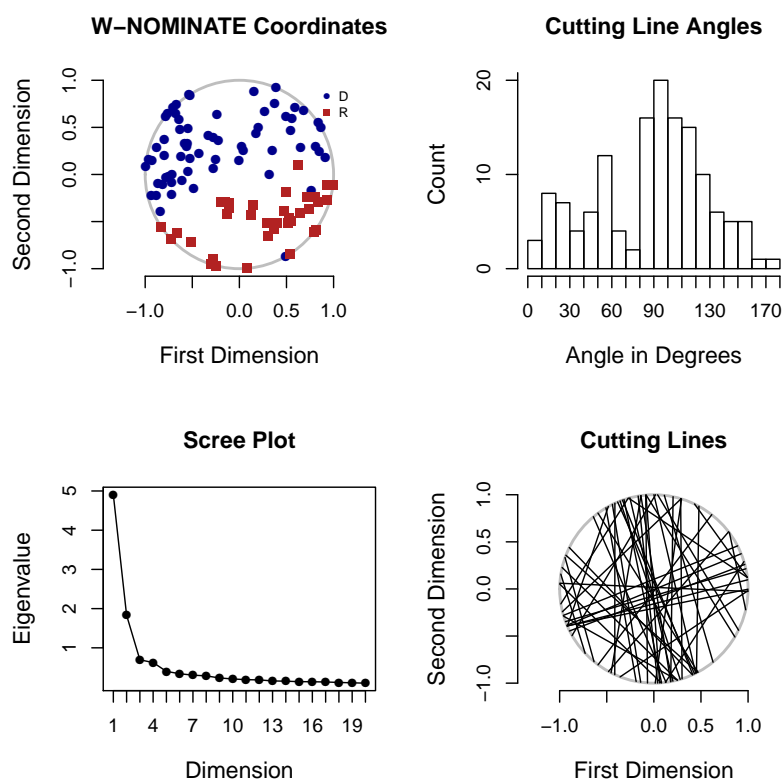 W−NOMINATE Coordinates
Second Dimension
1.0
0.5
0.0
−1.0
D
R
−1.0 0.0 0.5 1.0
First Dimension
Cutting Line Angles
Count
20
10
0
0 30 60 90 130 170
Angle in Degrees
Scree Plot
Eigenvalue
5
4
3
2
1
1 4 7 10 13 16 19
Dimension
Cutting Lines
Second Dimension
1.0
0.5
0.0
−1.0
−1.0 0.0 0.5 1.0
First Dimension